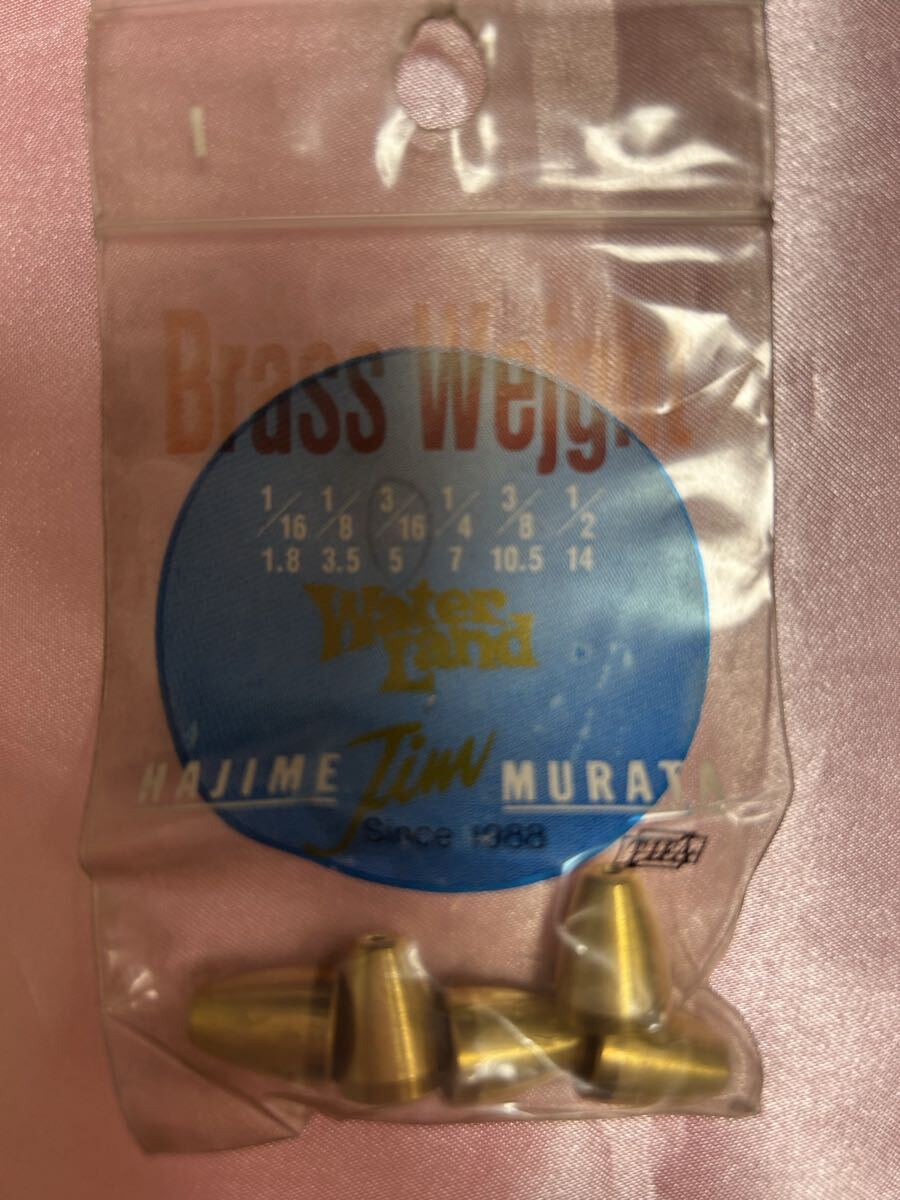 Brass Wejght
1/16 1/8 3/16 1/4 3/8 1/2
1.8 3.5 5 7 10.5 14
Water
Land
HAJIME Jim MURATA
Since 1988